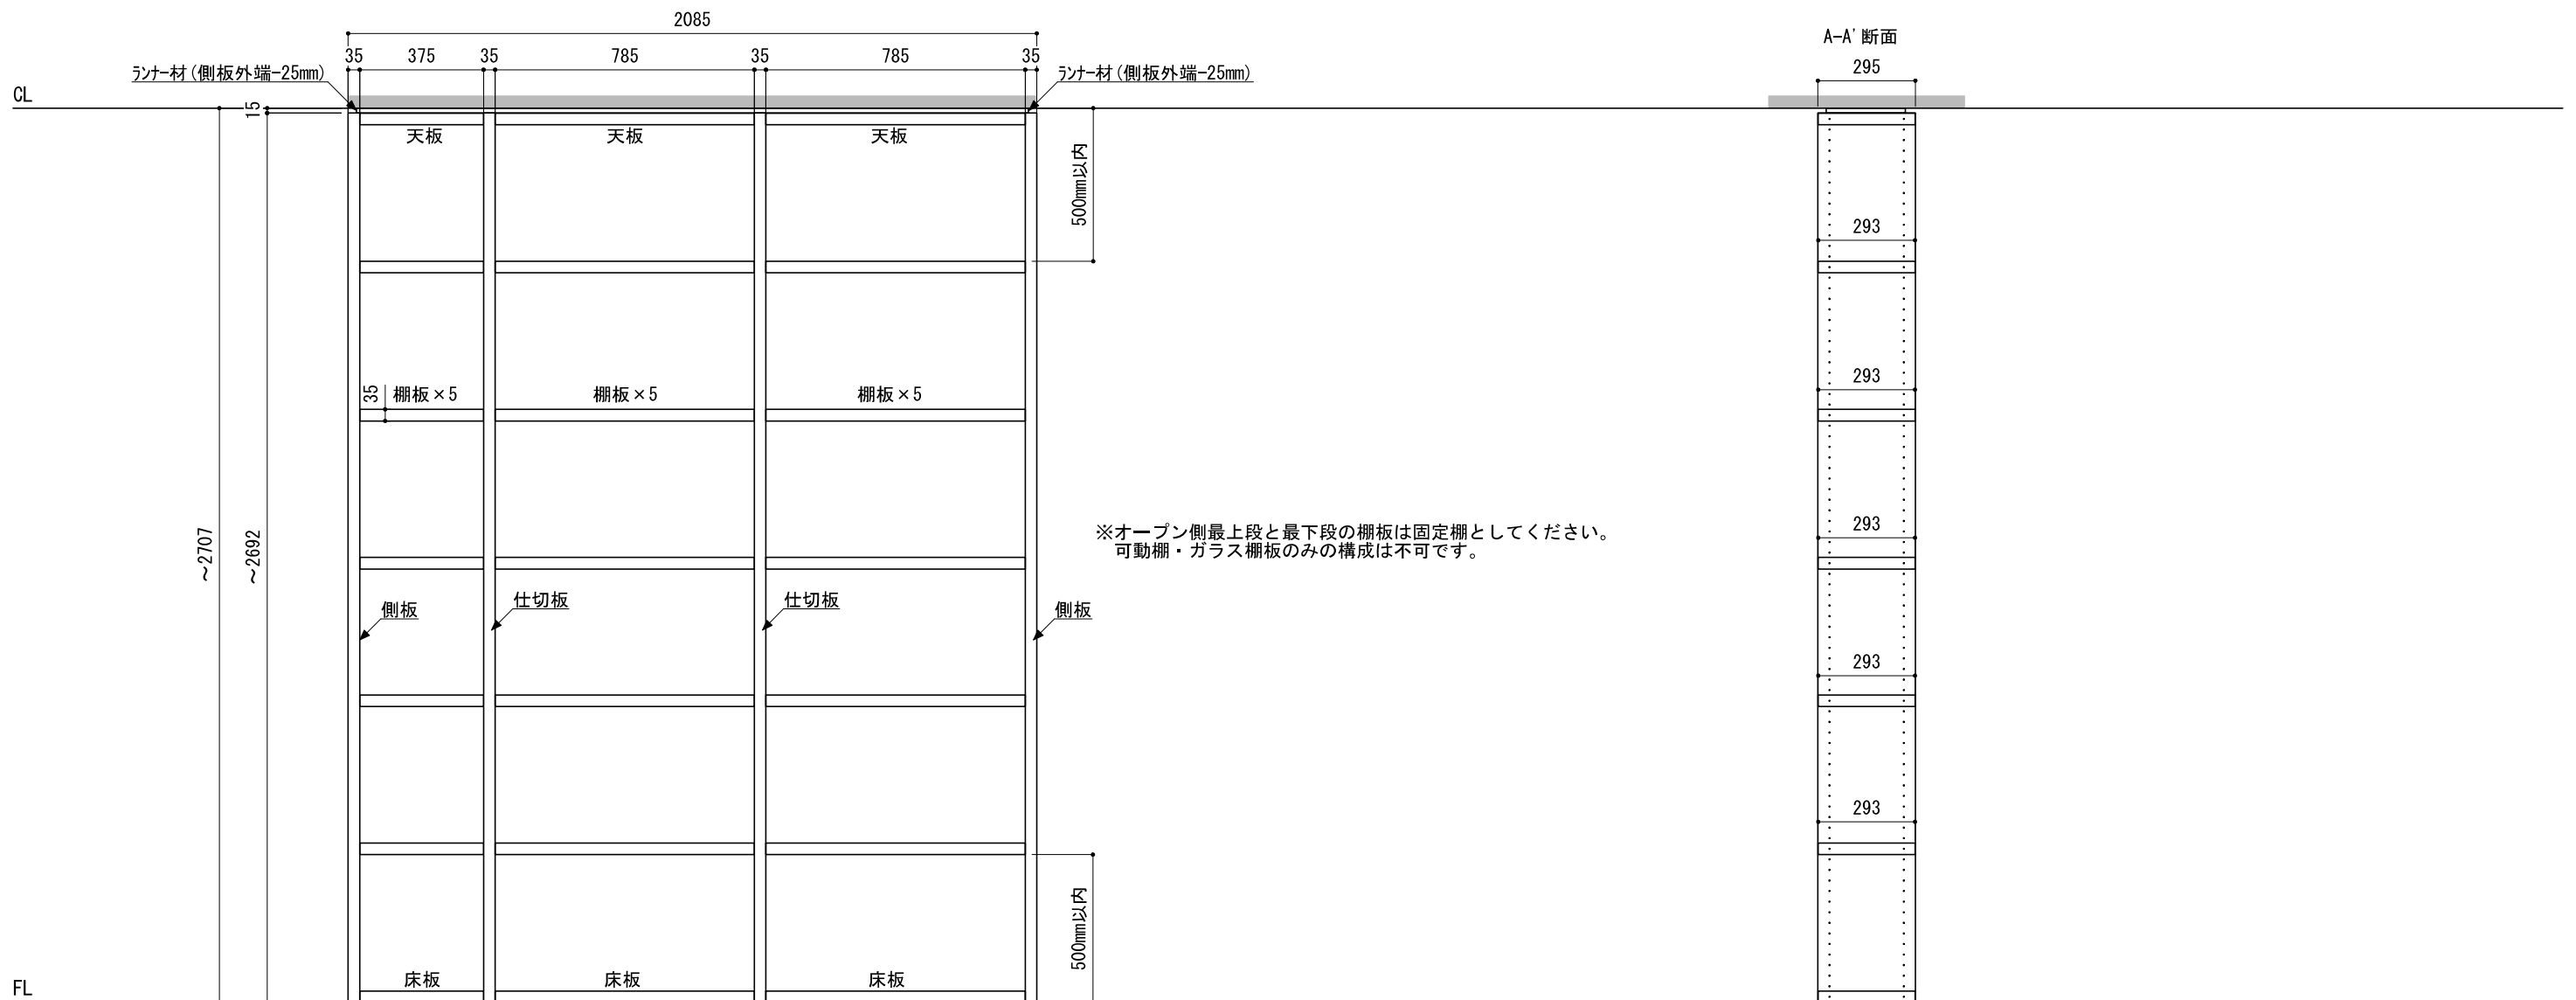 2085
A-A' 断面
35
375
35
785
35
785
35
295
ﾗﾝﾅｰ材(側板外端-25mm)
ﾗﾝﾅｰ材(側板外端-25mm)
CL
15
天板
天板
天板
500mm以内
293
293
35
棚板×5
棚板×5
棚板×5
293
※オープン側最上段と最下段の棚板は固定棚としてください。
可動棚・ガラス棚板のみの構成は不可です。
～2707
～2692
側板
仕切板
仕切板
側板
293
293
500mm以内
床板
床板
床板
FL